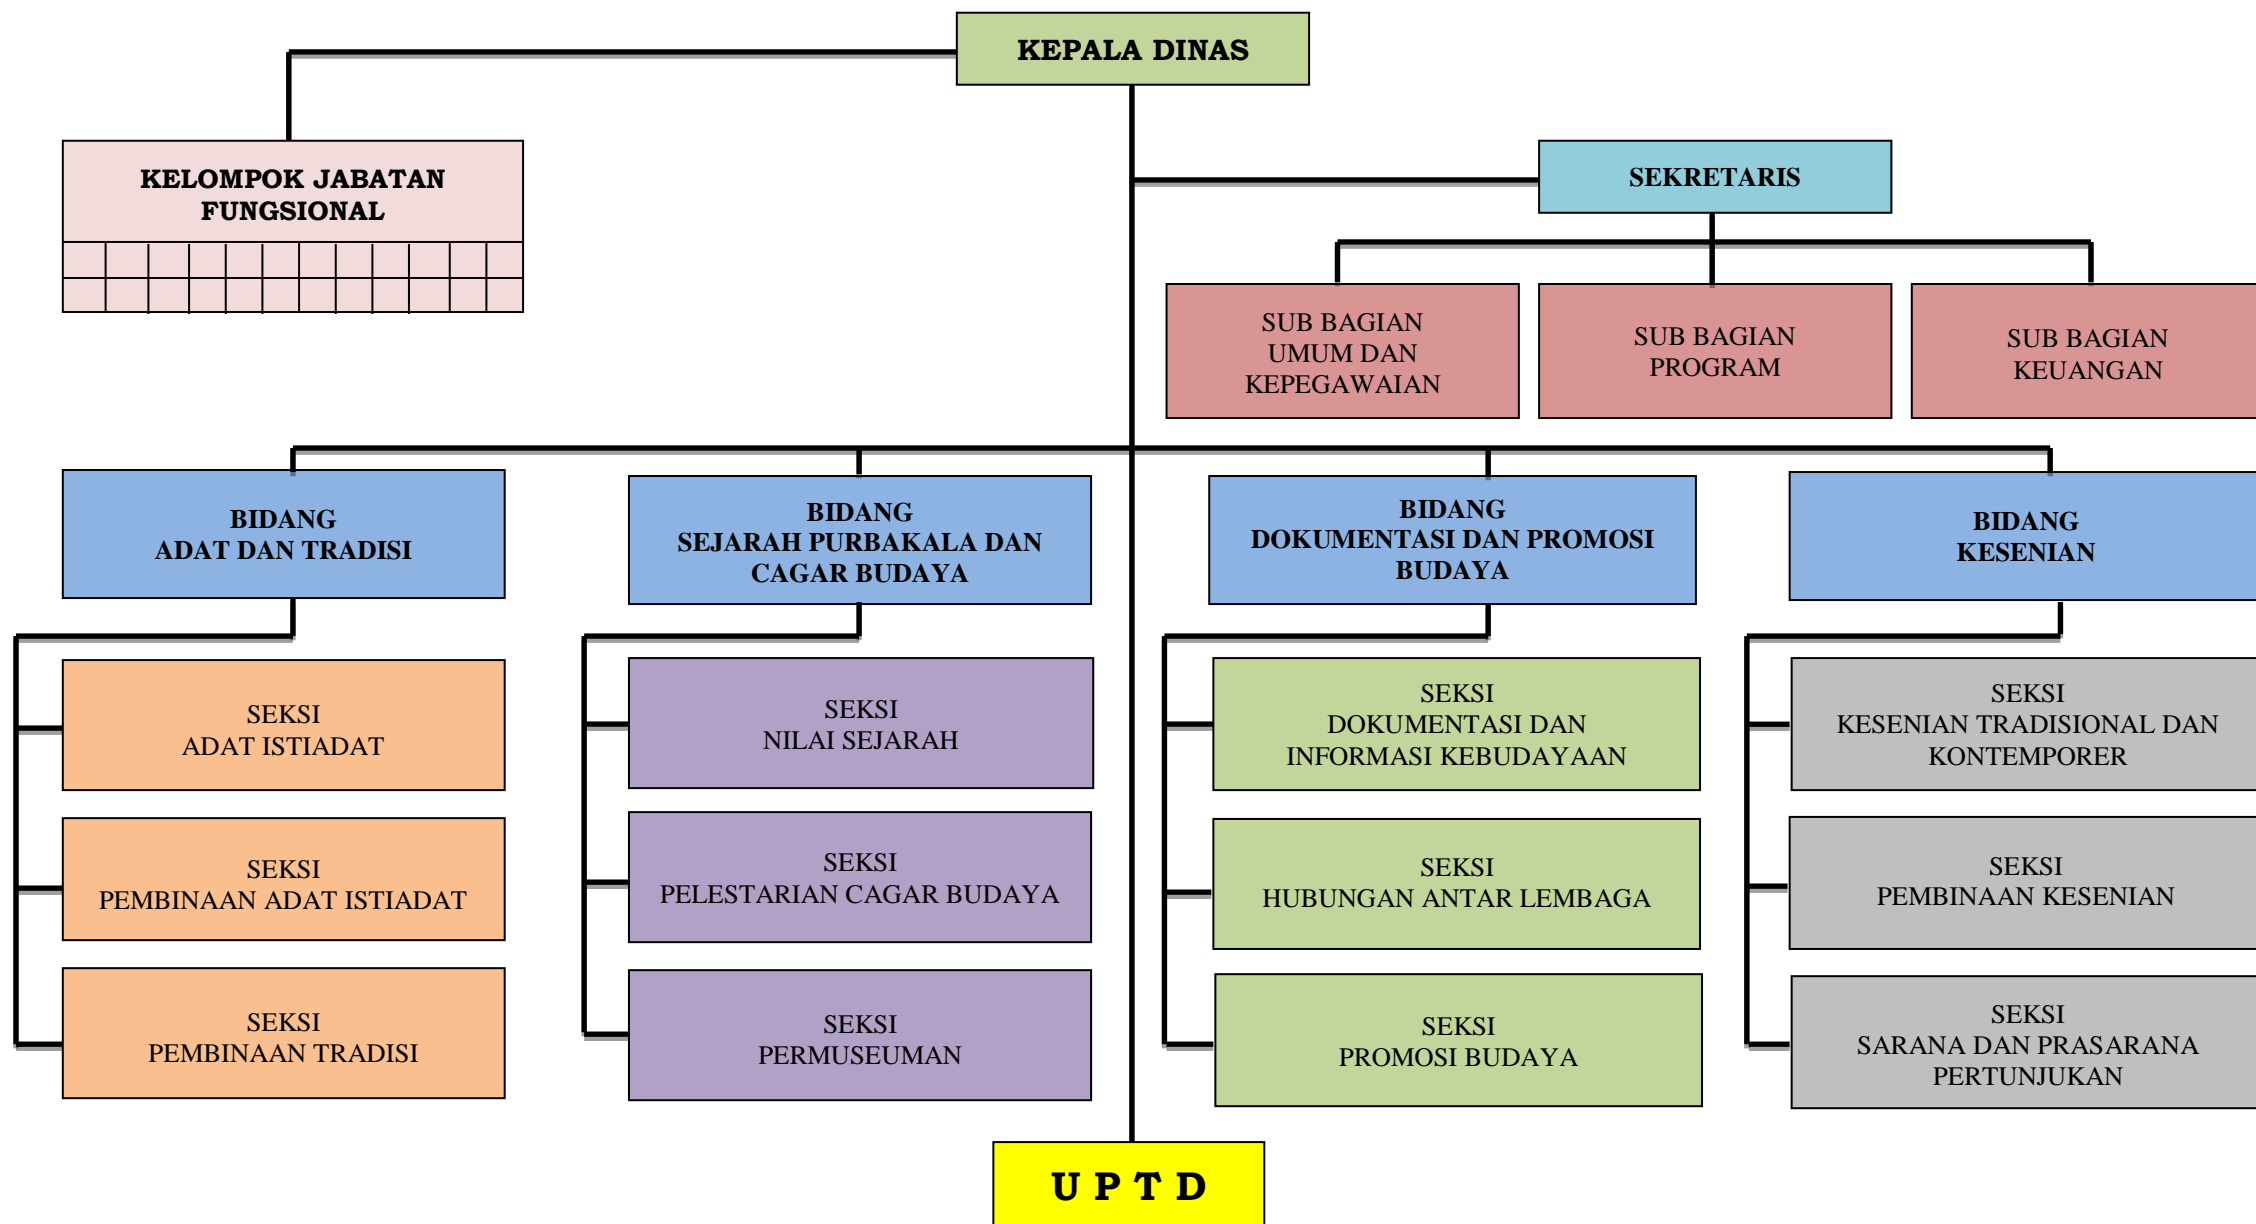 KEPALA DINAS
KELOMPOK JABATAN
FUNGSIONAL
SEKRETARIS
SUB BAGIAN
UMUM DAN
KEPEGAWAIAN
SUB BAGIAN
PROGRAM
SUB BAGIAN
KEUANGAN
BIDANG
ADAT DAN TRADISI
BIDANG
SEJARAH PURBAKALA DAN
CAGAR BUDAYA
BIDANG
DOKUMENTASI DAN PROMOSI
BUDAYA
BIDANG
KESENIAN
SEKSI
ADAT ISTIADAT
SEKSI
PEMBINAAN ADAT ISTIADAT
SEKSI
PEMBINAAN TRADISI
SEKSI
NILAI SEJARAH
SEKSI
PELESTARIAN CAGAR BUDAYA
SEKSI
PERMUSEUMAN
SEKSI
DOKUMENTASI DAN
INFORMASI KEBUDAYAAN
SEKSI
HUBUNGAN ANTAR LEMBAGA
SEKSI
PROMOSI BUDAYA
SEKSI
KESENIAN TRADISIONAL DAN
KONTEMPORER
SEKSI
PEMBINAAN KESENIAN
SEKSI
SARANA DAN PRASARANA
PERTUNJUKAN
U P T D